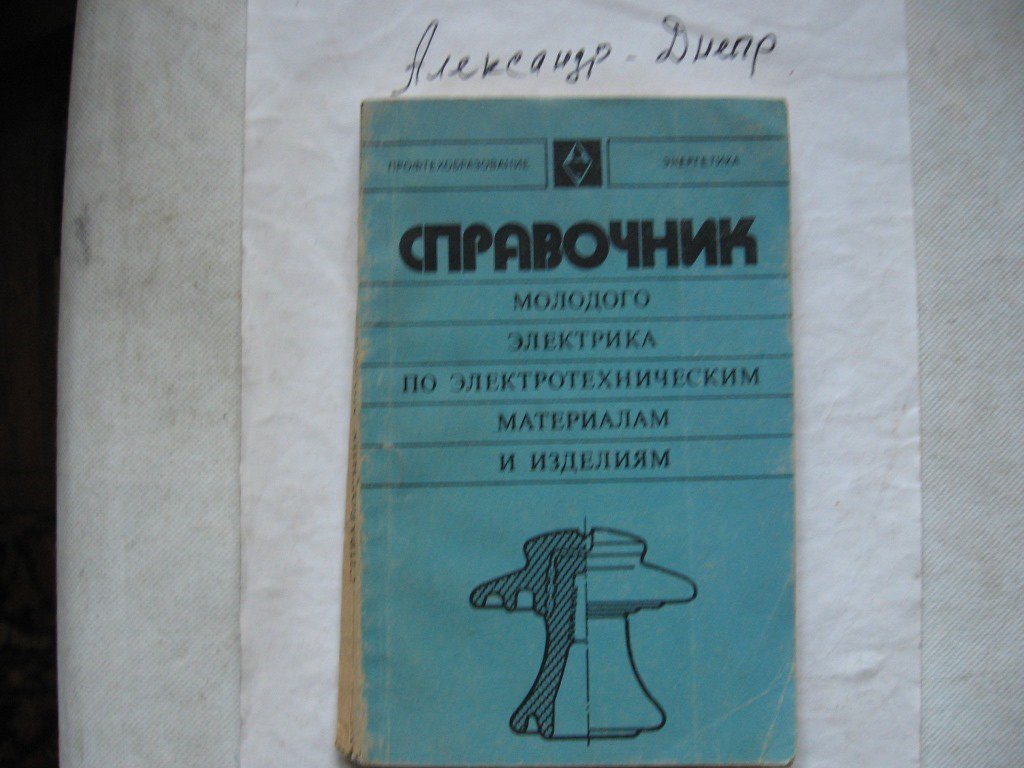 Александр - Днепр
ПРОФТЕХОБРАЗОВАНИЕ ЭНЕРГЕТИКА
СПРАВОЧНИК
МОЛОДОГО
ЭЛЕКТРИКА
ПО ЭЛЕКТРОТЕХНИЧЕСКИМ
МАТЕРИАЛАМ
И ИЗДЕЛИЯМ